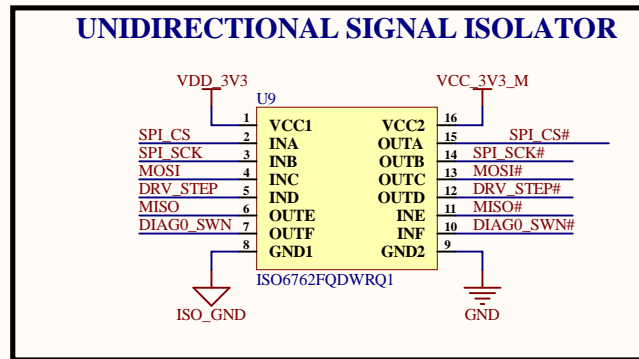 UNIDIRECTIONAL SIGNAL ISOLATOR
VDD_3V3 VCC_3V3_M
U9
1 VCC1 VCC2 16
SPI_CS 2 INA OUTA 15 SPI_CS#
SPI_SCK 3 INB OUTB 14 SPI_SCK#
MOSI 4 INC OUTC 13 MOSI#
DRV_STEP 5 IND OUTD 12 DRV_STEP#
MISO 6 OUTE INE 11 MISO#
DIAG0_SWN 7 OUTF INF 10 DIAG0_SWN#
8 GND1 GND2 9
ISO6762FQDWRQ1
ISO_GND GND